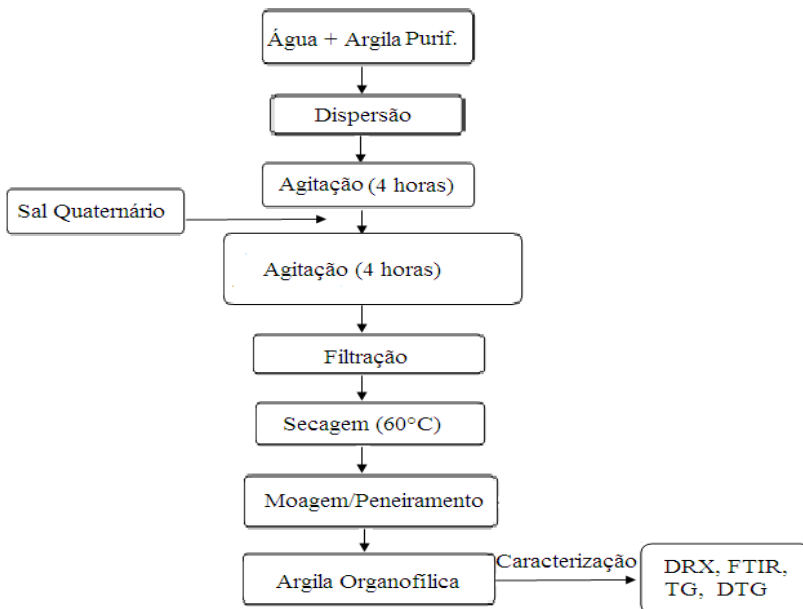 Água + Argila Purif.
Dispersão
Agitação (4 horas)
Sal Quaternário
Agitação (4 horas)
Filtração
Secagem (60°C)
Moagem/Peneiramento
Argila Organofílica
Caracterização
DRX, FTIR,
TG, DTG